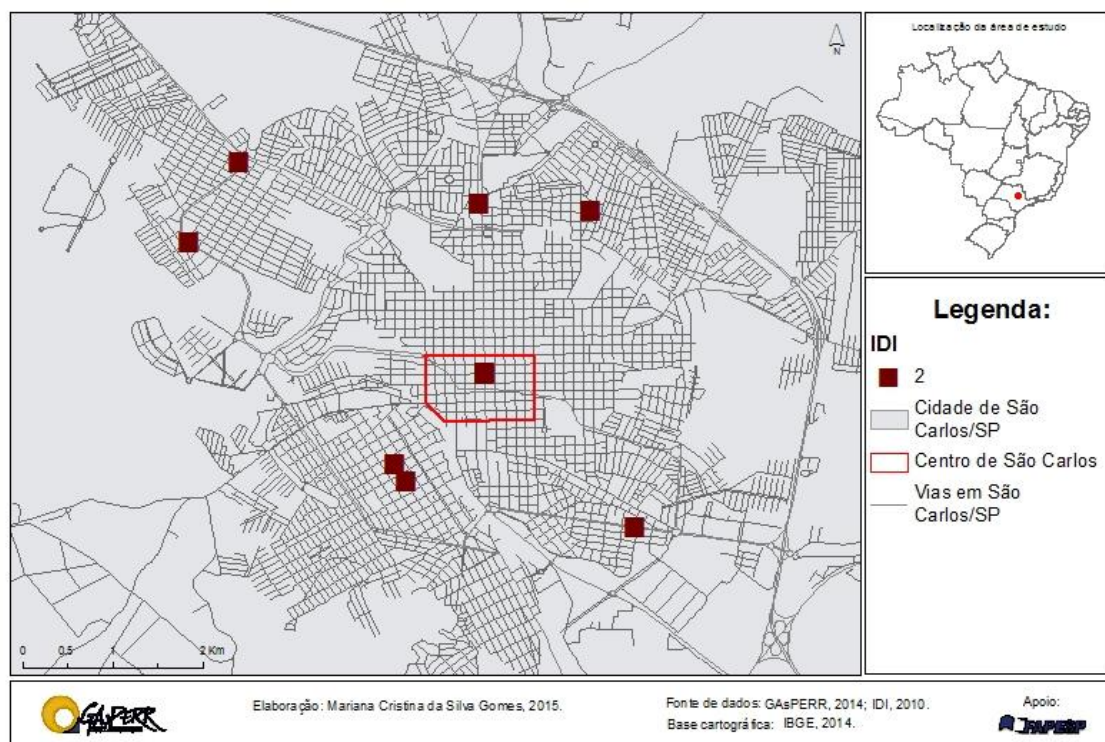 Localização da área de estudo
N
Legenda:
IDI
2
Cidade de São
Carlos/SP
Centro de São Carlos
Vias em São
Carlos/SP
0 0.5 1 2 Km
GAsPERR
Elaboração: Mariana Cristina da Silva Gomes, 2015.
Fonte de dados: GAsPERR, 2014; IDI, 2010.
Base cartográfica: IBGE, 2014.
Apoio:
FAPESP